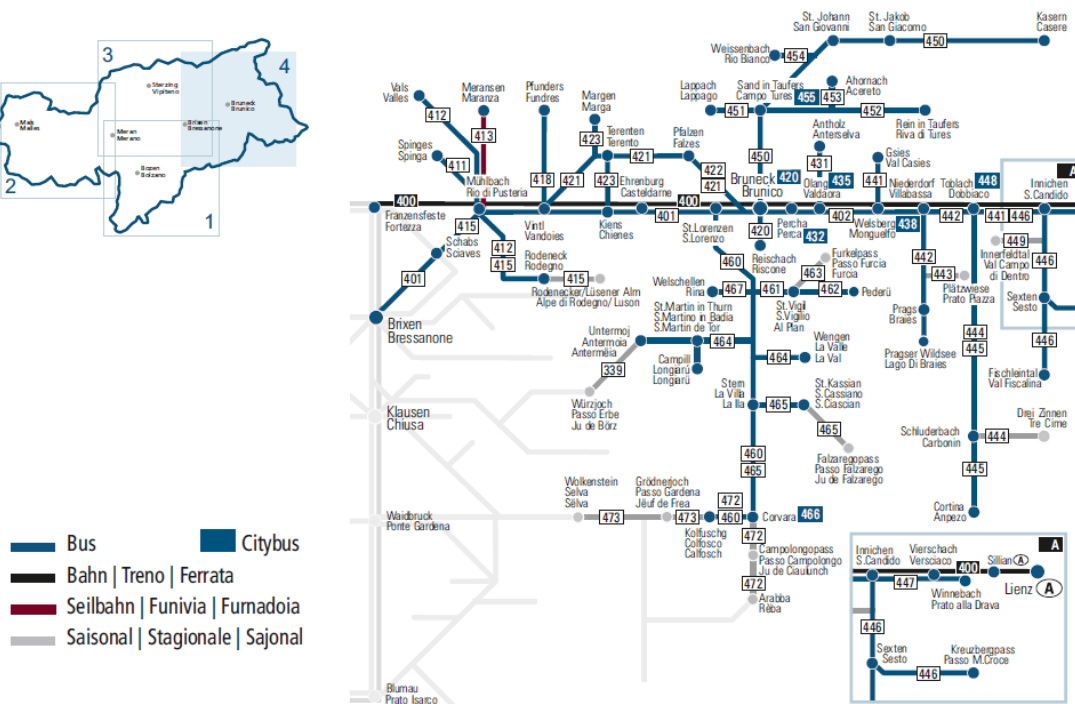 3
4
2
1
Sterzing
Vipiteno
Bruneck
Brunico
Mals
Malles
Meran
Merano
Brixen
Bressanone
Bozen
Bolzano
Bus
Citybus
Bahn | Treno | Ferrata
Seilbahn | Funivia | Furnadoia
Saisonal | Stagionale | Sajonal
St. Johann
San Giovanni
St. Jakob
San Giacomo
Kasern
Casere
450
Weissenbach
Rio Bianco
454
Vals
Valles
Meransen
Maranza
Pfunders
Fundres
Margen
Marga
Lappach
Lappago
Sand in Taufers
Campo Tures
455
453
Ahornach
Acereto
412
413
451
452
Rein in Taufers
Riva di Tures
Spinges
Spinga
411
423
Terenten
Terento
421
Pfalzen
Falzes
Antholz
Anterselva
431
Gsies
Val Casies
450
Mühlbach
Rio di Pusteria
418
421
423
Ehrenburg
Casteldarne
422
421
Bruneck
Brunico
420
Olang
Valdaora
435
441
Niederdorf
Villabassa
Toblach
Dobbiaco
448
Innichen
S.Candido
A
400
400
Franzensfeste
Fortezza
415
Vintl
Vandoies
Kiens
Chienes
401
St.Lorenzen
S.Lorenzo
420
Percha
Perca
432
402
Welsberg
Monguelfo
438
442
441
446
Schabs
Sciaves
412
415
Rodeneck
Rodegno
415
Rodenecker/Lüsener Alm
Alpe di Rodegno/ Luson
401
Brixen
Bressanone
460
Reischach
Riscone
Furkelpass
Passo Furcia
Furcia
463
Welschellen
Rina
467
461
462
Pederü
St.Vigil
S.Vigilio
Al Plan
442
443
Plätzwiese
Prato Piazza
449
Innerfeldtal
Val Campo
di Dentro
446
Sexten
Sesto
Prags
Braies
Pragser Wildsee
Lago Di Braies
444
445
446
Fischleintal
Val Fiscalina
St.Martin in Thurn
S.Martino in Badia
S.Martin de Tor
Untermoj
Antermoia
Antermëia
464
Wengen
La Valle
La Val
464
Campill
Longiarù
Longiarü
339
Würzjoch
Passo Erbe
Ju de Börz
Stern
La Villa
La Ila
465
St.Kassian
S.Cassiano
S.Ciascian
465
Falzaregopass
Passo Falzarego
Ju de Falzarego
Klausen
Chiusa
Schluderbach
Carbonin
444
Drei Zinnen
Tre Cime
460
465
445
Cortina
Anpezo
Wolkenstein
Selva
Sëlva
Grödnerjoch
Passo Gardena
Jëuf de Frea
473
473
472
460
Corvara
466
Kolfuschg
Colfosco
Calfosch
472
Campolongopass
Passo Campolongo
Ju de Ciaulunch
472
Arabba
Rèba
Waidbruck
Ponte Gardena
Blumau
Prato Isarco
A
Innichen
S.Candido
Vierschach
Versciaco
400
Sillian A
447
Winnebach
Prato alla Drava
Lienz A
446
Sexten
Sesto
Kreuzbergpass
Passo M.Croce
446